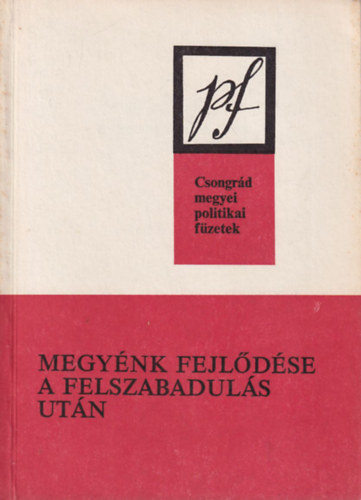 pf
Csongrád
megyei
politikai
füzetek
MEGYÉNK FEJLŐDÉSE
A FELSZABADULÁS
UTÁN